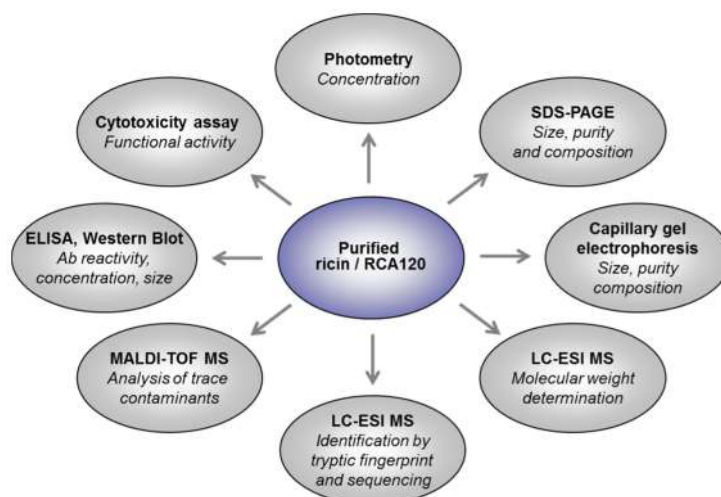 Photometry
Concentration
Cytotoxicity assay
Functional activity
SDS-PAGE
Size, purity
and composition
ELISA, Western Blot
Ab reactivity,
concentration, size
Purified
ricin / RCA120
Capillary gel
electrophoresis
Size, purity
composition
MALDI-TOF MS
Analysis of trace
contaminants
LC-ESI MS
Molecular weight
determination
LC-ESI MS
Identification by
tryptic fingerprint
and sequencing